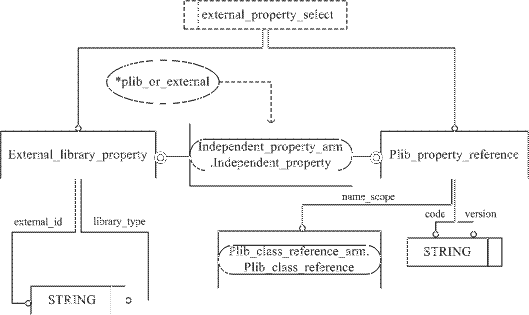 external_property_select
*plib_or_external
External_library_property
Independent_property_arm
.Independent_property
Plib_property_reference
name_scope
external_id
library_type
code
version
Plib_class_reference_arm.
Plib_class_reference
STRING
STRING